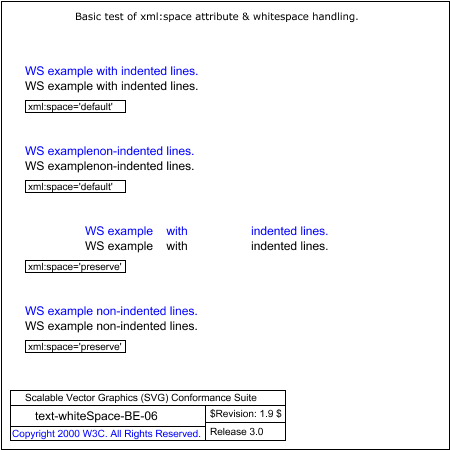 Basic test of xml:space attribute & whitespace handling.
WS example with indented lines.
WS example with indented lines.
xml:space='default'
WS examplenon-indented lines.
WS examplenon-indented lines.
xml:space='default'
WS example    with                   indented lines.
WS example    with                   indented lines.
xml:space='preserve'
WS example non-indented lines.
WS example non-indented lines.
xml:space='preserve'
Scalable Vector Graphics (SVG) Conformance Suite
text-whiteSpace-BE-06
$Revision: 1.9 $
Copyright 2000 W3C. All Rights Reserved.
Release 3.0